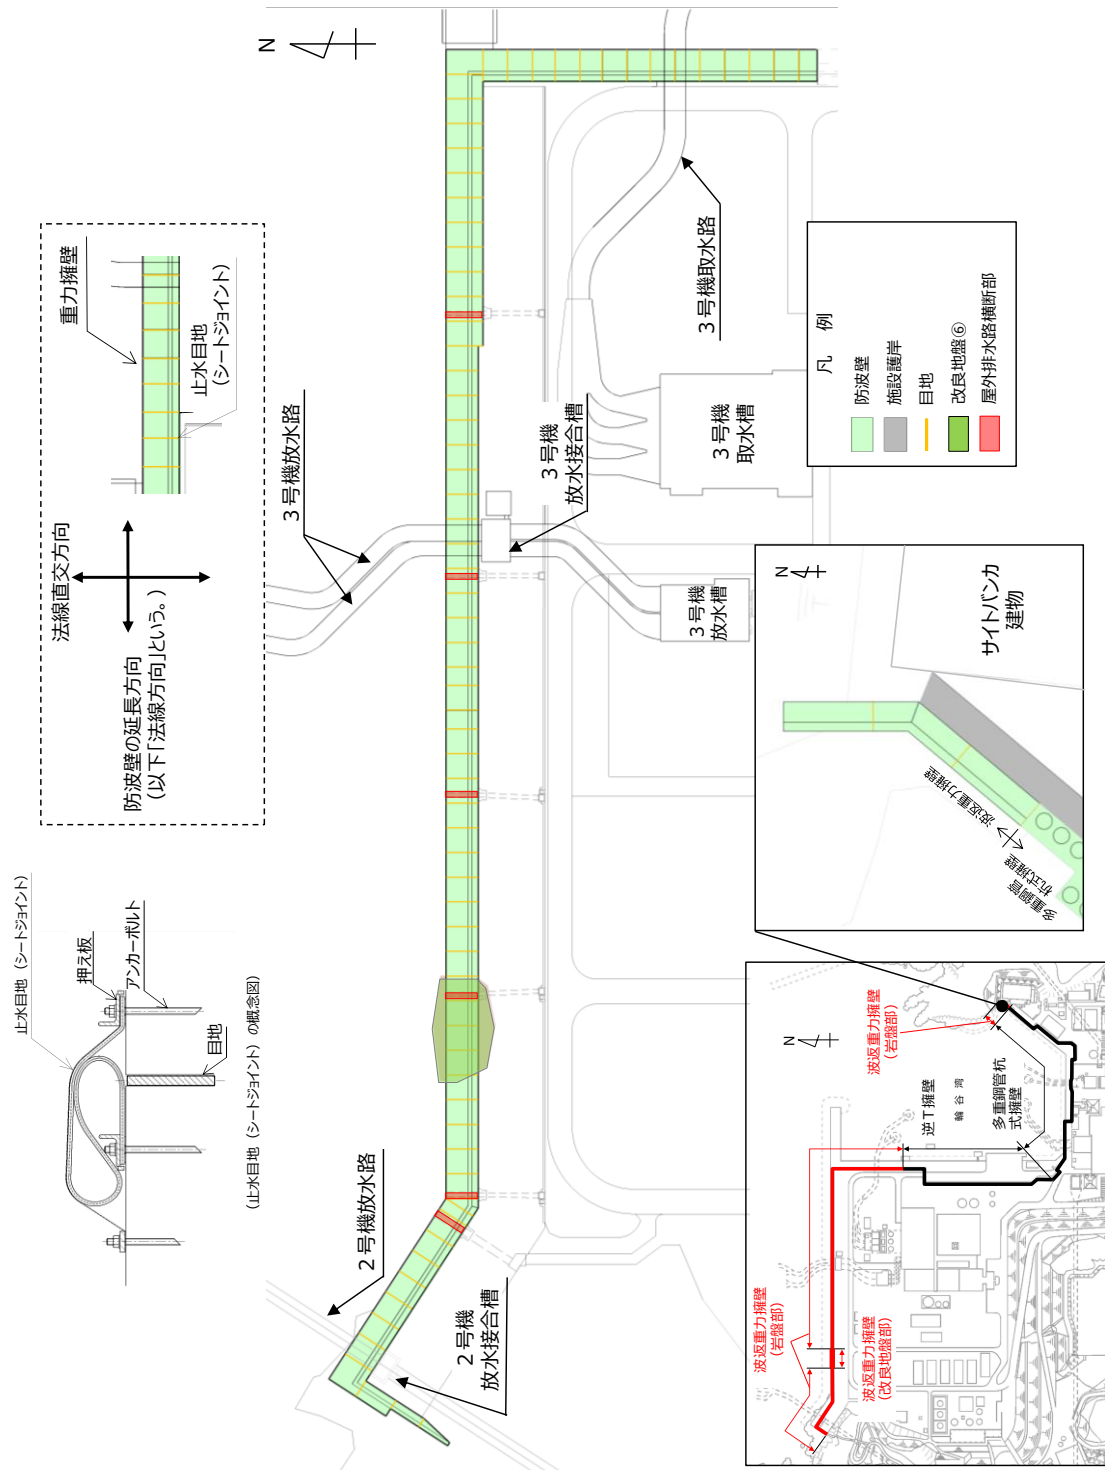 止水目地（シートジョイント）
押え板
アンカーボルト
目地
（止水目地（シートジョイント）の概念図）
法線直交方向
防波壁の延長方向
（以下「法線方向」という。）
重力擁壁
止水目地
（シートジョイント）
N
2号機放水路
2号機
放水接合槽
3号機放水路
3号機
放水接合槽
3号機
放水槽
3号機
取水槽
3号機取水路
凡　例
防波壁
施設護岸
目地
改良地盤⑥
屋外排水路横断部
N
サイトバンカ
建物
波返重力擁壁
多重鋼管
杭式擁壁
N
波返重力擁壁
（岩盤部）
波返重力擁壁
（改良地盤部）
逆T擁壁
輪谷湾
多重鋼管杭
式擁壁
波返重力擁壁
（岩盤部）